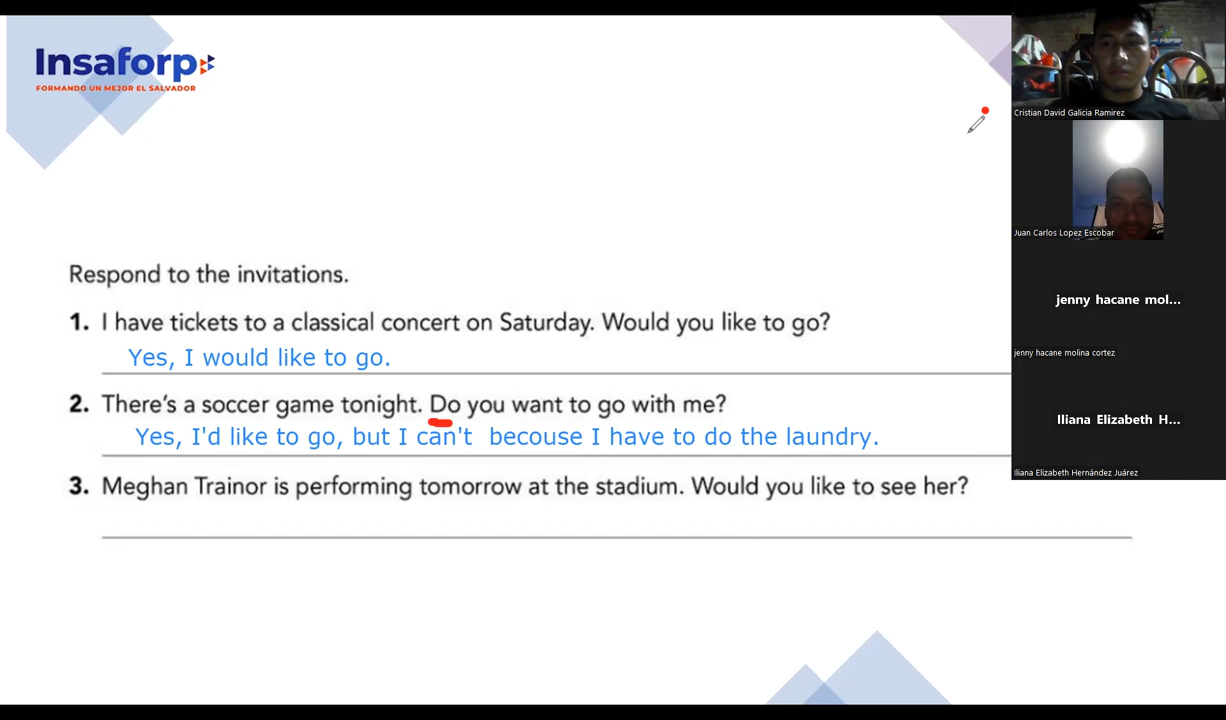 Insaforp
FORMANDO UN MEJOR EL SALVADOR
Respond to the invitations.
1. I have tickets to a classical concert on Saturday. Would you like to go?
Yes, I would like to go.
2. There's a soccer game tonight. Do you want to go with me?
Yes, I'd like to go, but I can't becouse I have to do the laundry.
3. Meghan Trainor is performing tomorrow at the stadium. Would you like to see her?
Cristian David Galicia Ramirez
Juan Carlos Lopez Escobar
jenny hacane mol...
jenny hacane molina cortez
Iliana Elizabeth H...
Iliana Elizabeth Hernández Juárez